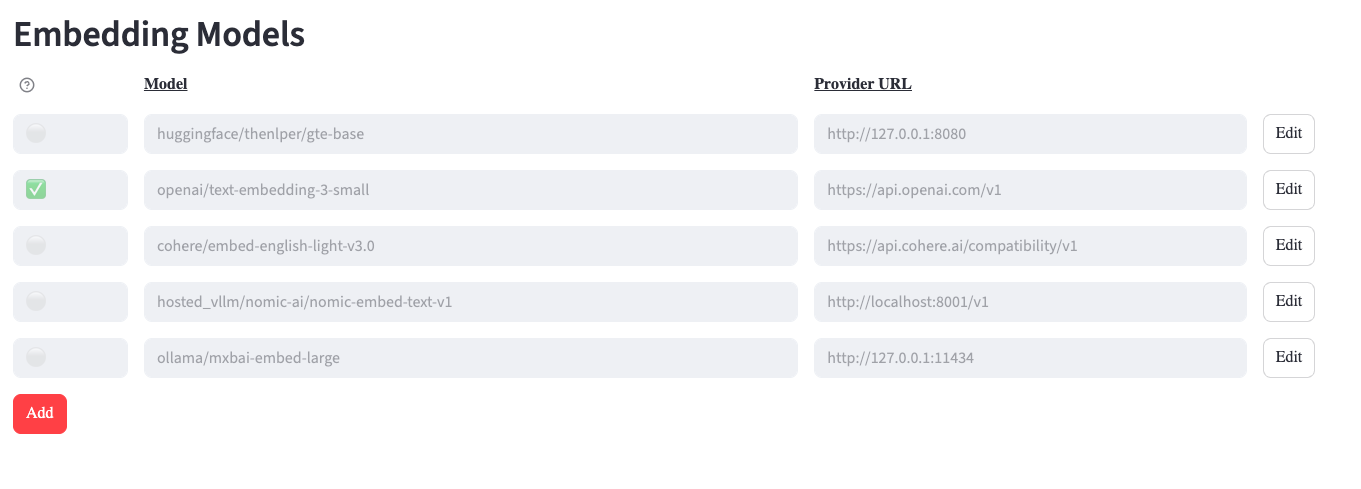 Embedding Models
Model Provider URL
huggingface/thenlper/gte-base http://127.0.0.1:8080 Edit
openai/text-embedding-3-small https://api.openai.com/v1 Edit
cohere/embed-english-light-v3.0 https://api.cohere.ai/compatibility/v1 Edit
hosted_vllm/nomic-ai/nomic-embed-text-v1 http://localhost:8001/v1 Edit
ollama/mxbai-embed-large http://127.0.0.1:11434 Edit
Add